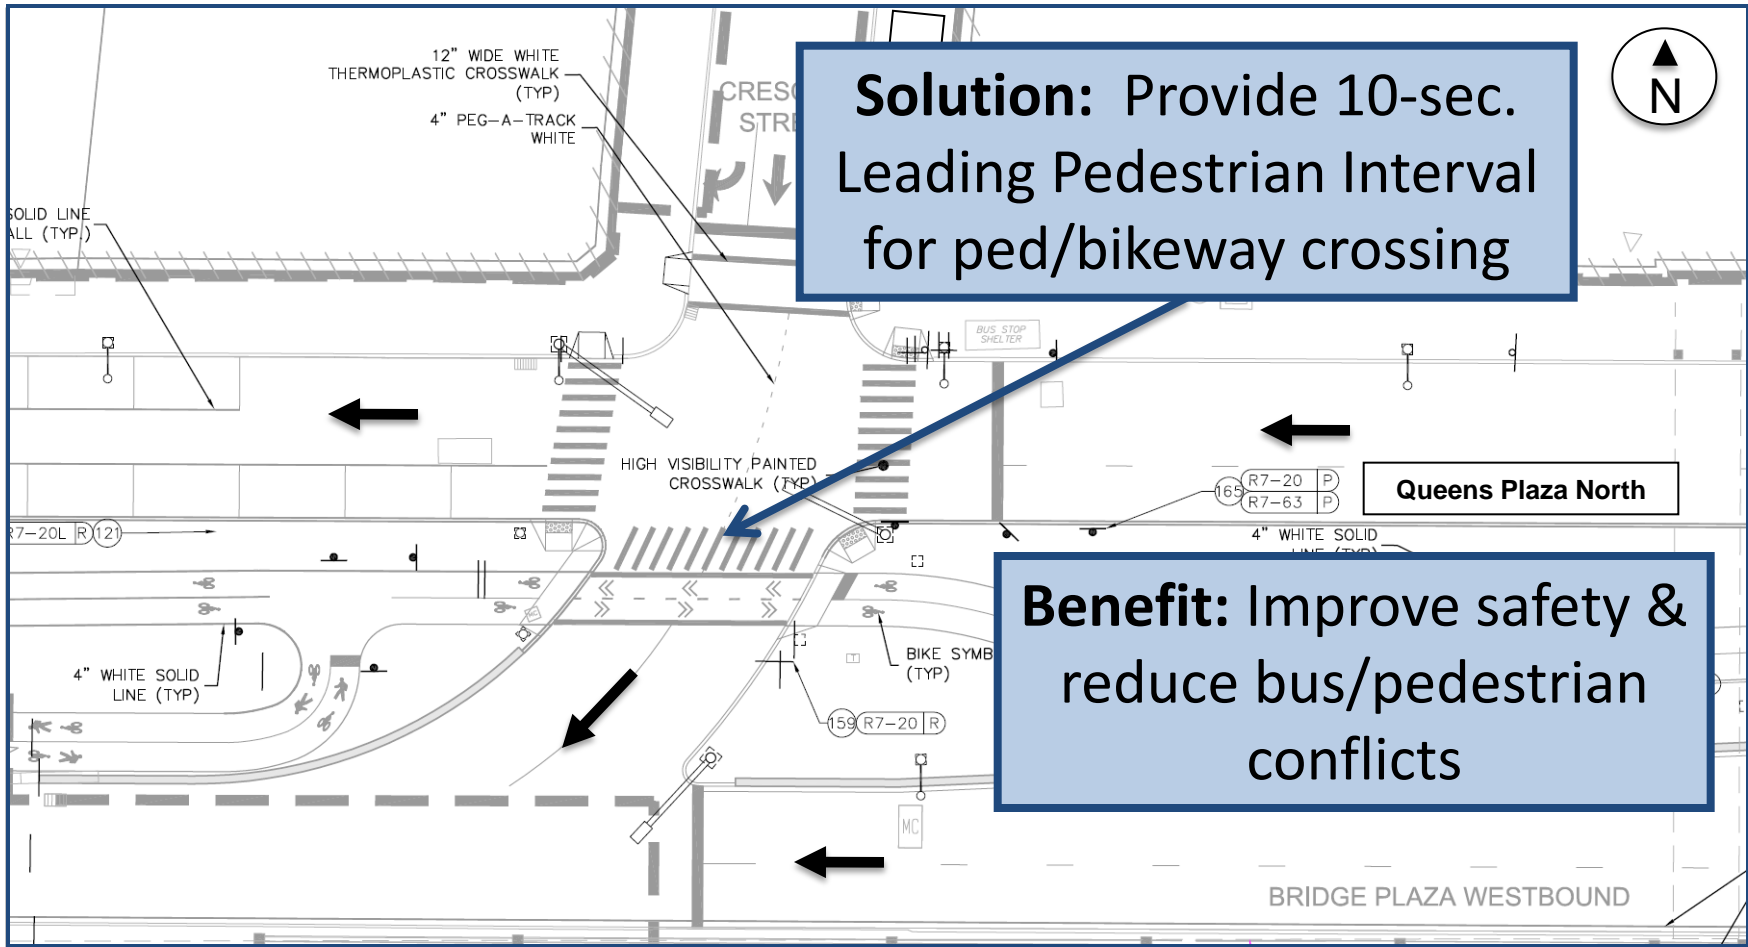 12" WIDE WHITE
THERMOPLASTIC CROSSWALK
(TYP)
4" PEG-A-TRACK
WHITE
Solution: Provide 10-sec.
Leading Pedestrian Interval
for ped/bikeway crossing
N
SOLID LINE
(TYP.)
BUS STOP
SHELTER
HIGH VISIBILITY PAINTED
CROSSWALK (TYP)
165 R7-20 P
R7-63 P
Queens Plaza North
R7-20L R 121
4" WHITE SOLID
LINE (TYP)
Benefit: Improve safety &
reduce bus/pedestrian
conflicts
4" WHITE SOLID
LINE (TYP)
BIKE
(TYP)
159 R7-20 R
MC
BRIDGE PLAZA WESTBOUND